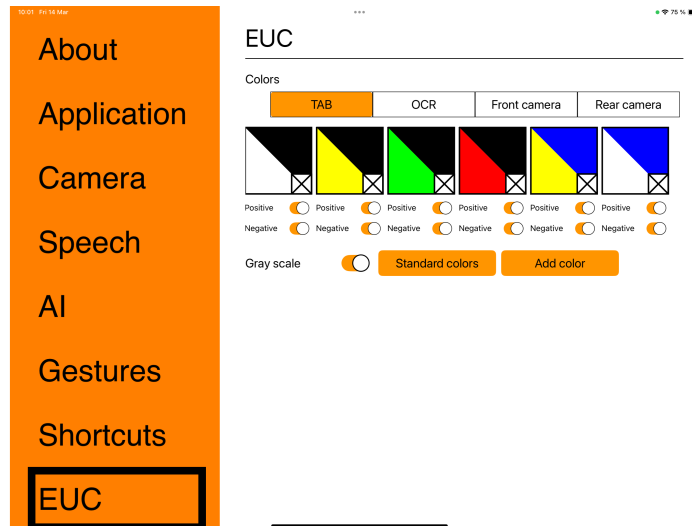 10:01 Fri 14 Mar
75 %
About
Application
Camera
Speech
AI
Gestures
Shortcuts
EUC
EUC
Colors
TAB OCR Front camera Rear camera
Positive Positive Positive Positive Positive Positive
Negative Negative Negative Negative Negative Negative
Gray scale Standard colors Add color